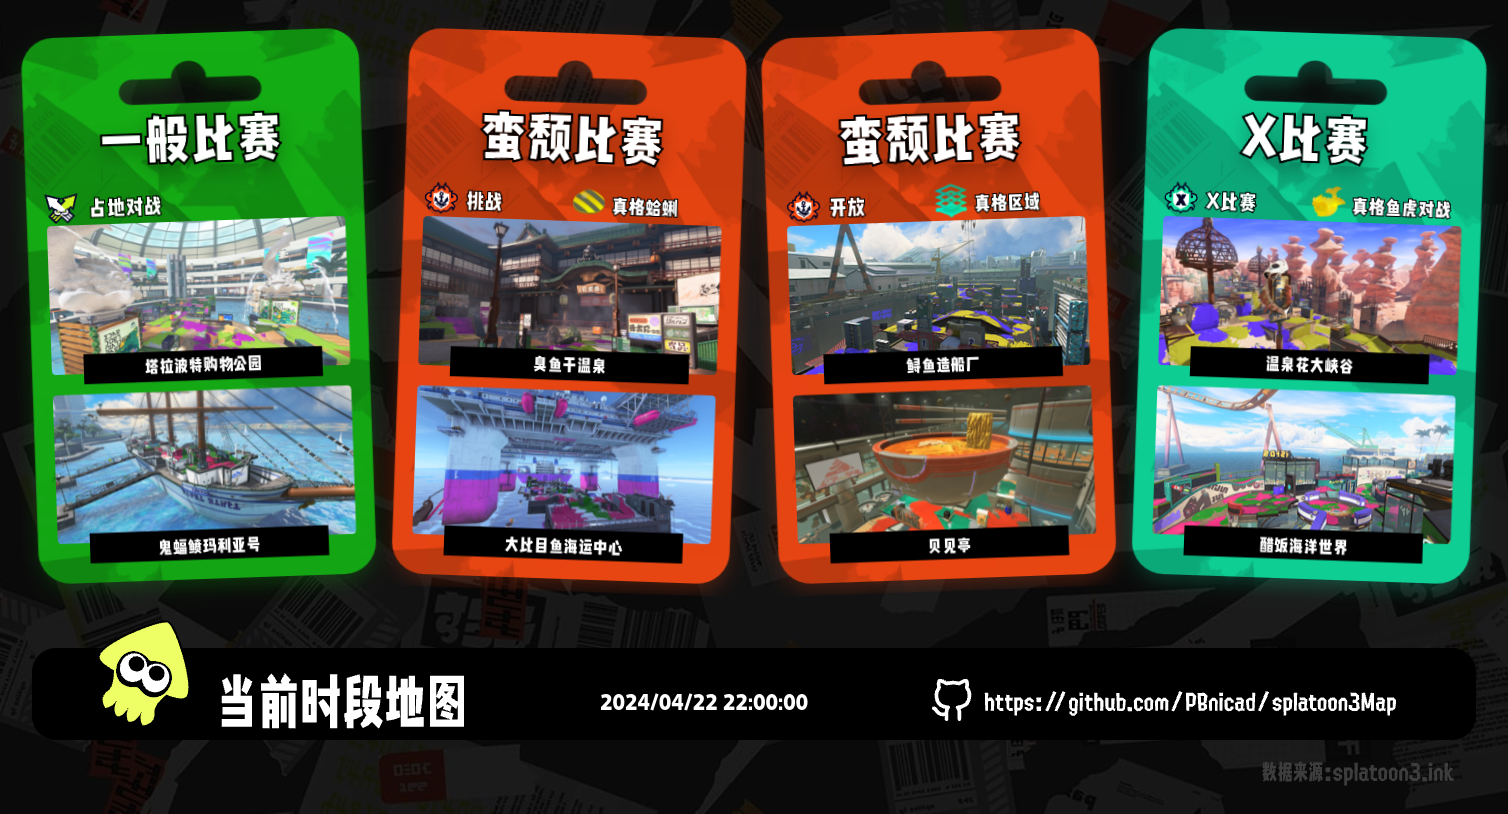 一般比赛
占地对战
塔拉波特购物公园
鬼蝠鲼玛利亚号
蛮颓比赛
挑战
真格蛤蜊
臭鱼干温泉
大比目鱼海运中心
蛮颓比赛
开放
真格区域
鲟鱼造船厂
贝见亭
X比赛
X比赛
真格鱼虎对战
温泉花大峡谷
醋饭海洋世界
当前时段地图
2024/04/22 22:00:00
https://github.com/PBnicad/splatoon3Map
数据来源:splatoon3.ink